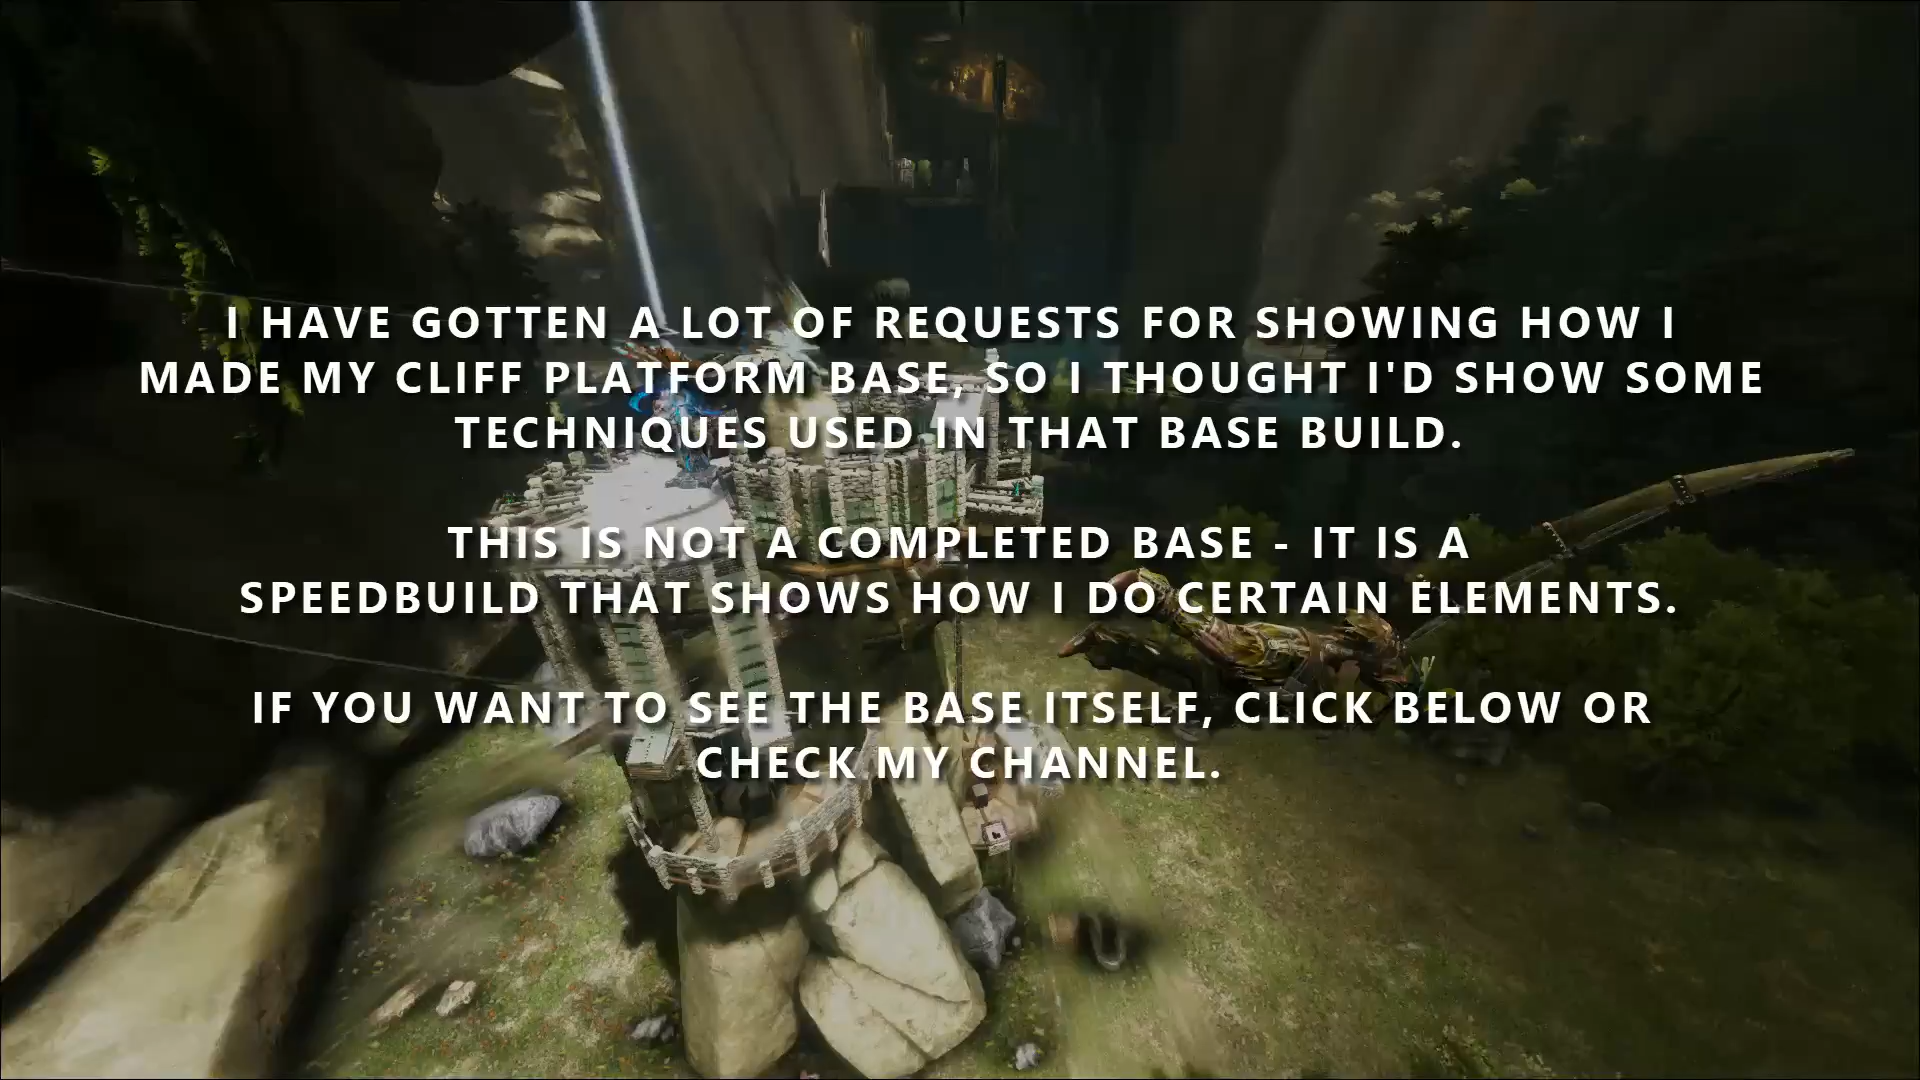 I HAVE GOTTEN A LOT OF REQUESTS FOR SHOWING HOW I
MADE MY CLIFF PLATFORM BASE, SO I THOUGHT I'D SHOW SOME
TECHNIQUES USED IN THAT BASE BUILD.
THIS IS NOT A COMPLETED BASE - IT IS A
SPEEDBUILD THAT SHOWS HOW I DO CERTAIN ELEMENTS.
IF YOU WANT TO SEE THE BASE ITSELF, CLICK BELOW OR
CHECK MY CHANNEL.